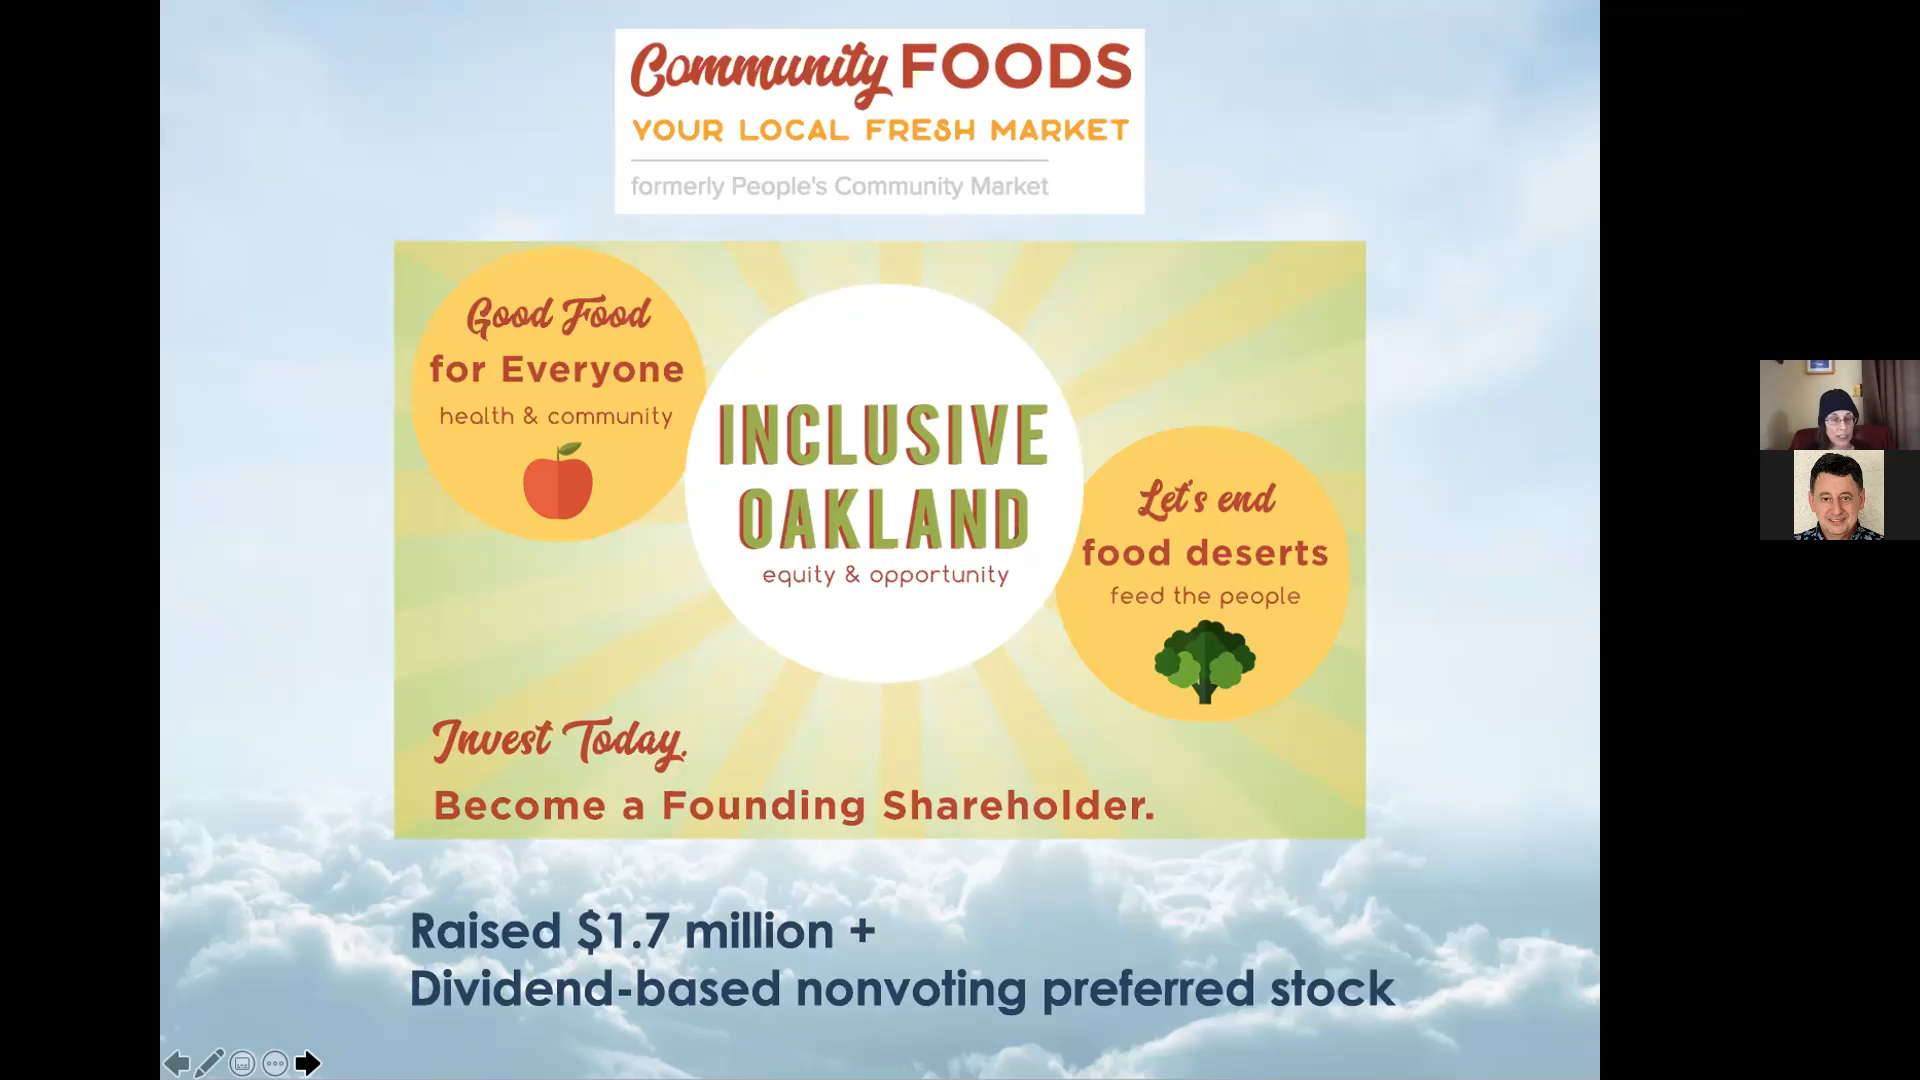 Community FOODS
YOUR LOCAL FRESH MARKET
formerly People's Community Market
Good Food
for Everyone
health & community
INCLUSIVE
OAKLAND
equity & opportunity
Let's end
food deserts
feed the people
Invest Today.
Become a Founding Shareholder.
Raised $1.7 million +
Dividend-based nonvoting preferred stock